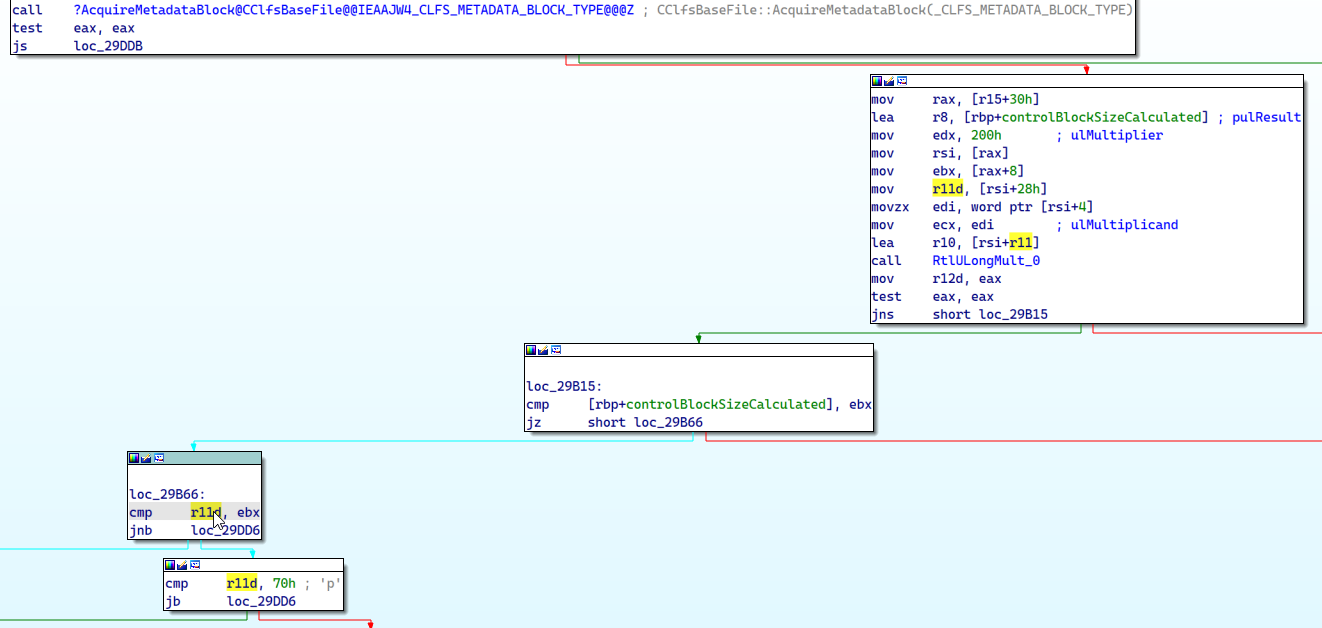 call    ?AcquireMetadataBlock@CClfsBaseFile@@IEAAJW4_CLFS_METADATA_BLOCK_TYPE@@@Z ; CClfsBaseFile::AcquireMetadataBlock(_CLFS_METADATA_BLOCK_TYPE)
test    eax, eax
js      loc_29DDB
mov     rax, [r15+30h]
lea     r8, [rbp+controlBlockSizeCalculated] ; pulResult
mov     edx, 200h       ; ulMultiplier
mov     rsi, [rax]
mov     ebx, [rax+8]
mov     r11d, [rsi+28h]
movzx   edi, word ptr [rsi+4]
mov     ecx, edi        ; ulMultiplicand
lea     r10, [rsi+r11]
call    RtlULongMult_0
mov     r12d, eax
test    eax, eax
jns     short loc_29B15
loc_29B15:
cmp     [rbp+controlBlockSizeCalculated], ebx
jz      short loc_29B66
loc_29B66:
cmp     r11d, ebx
jnb     loc_29DD6
cmp     r11d, 70h ; 'p'
jb      loc_29DD6